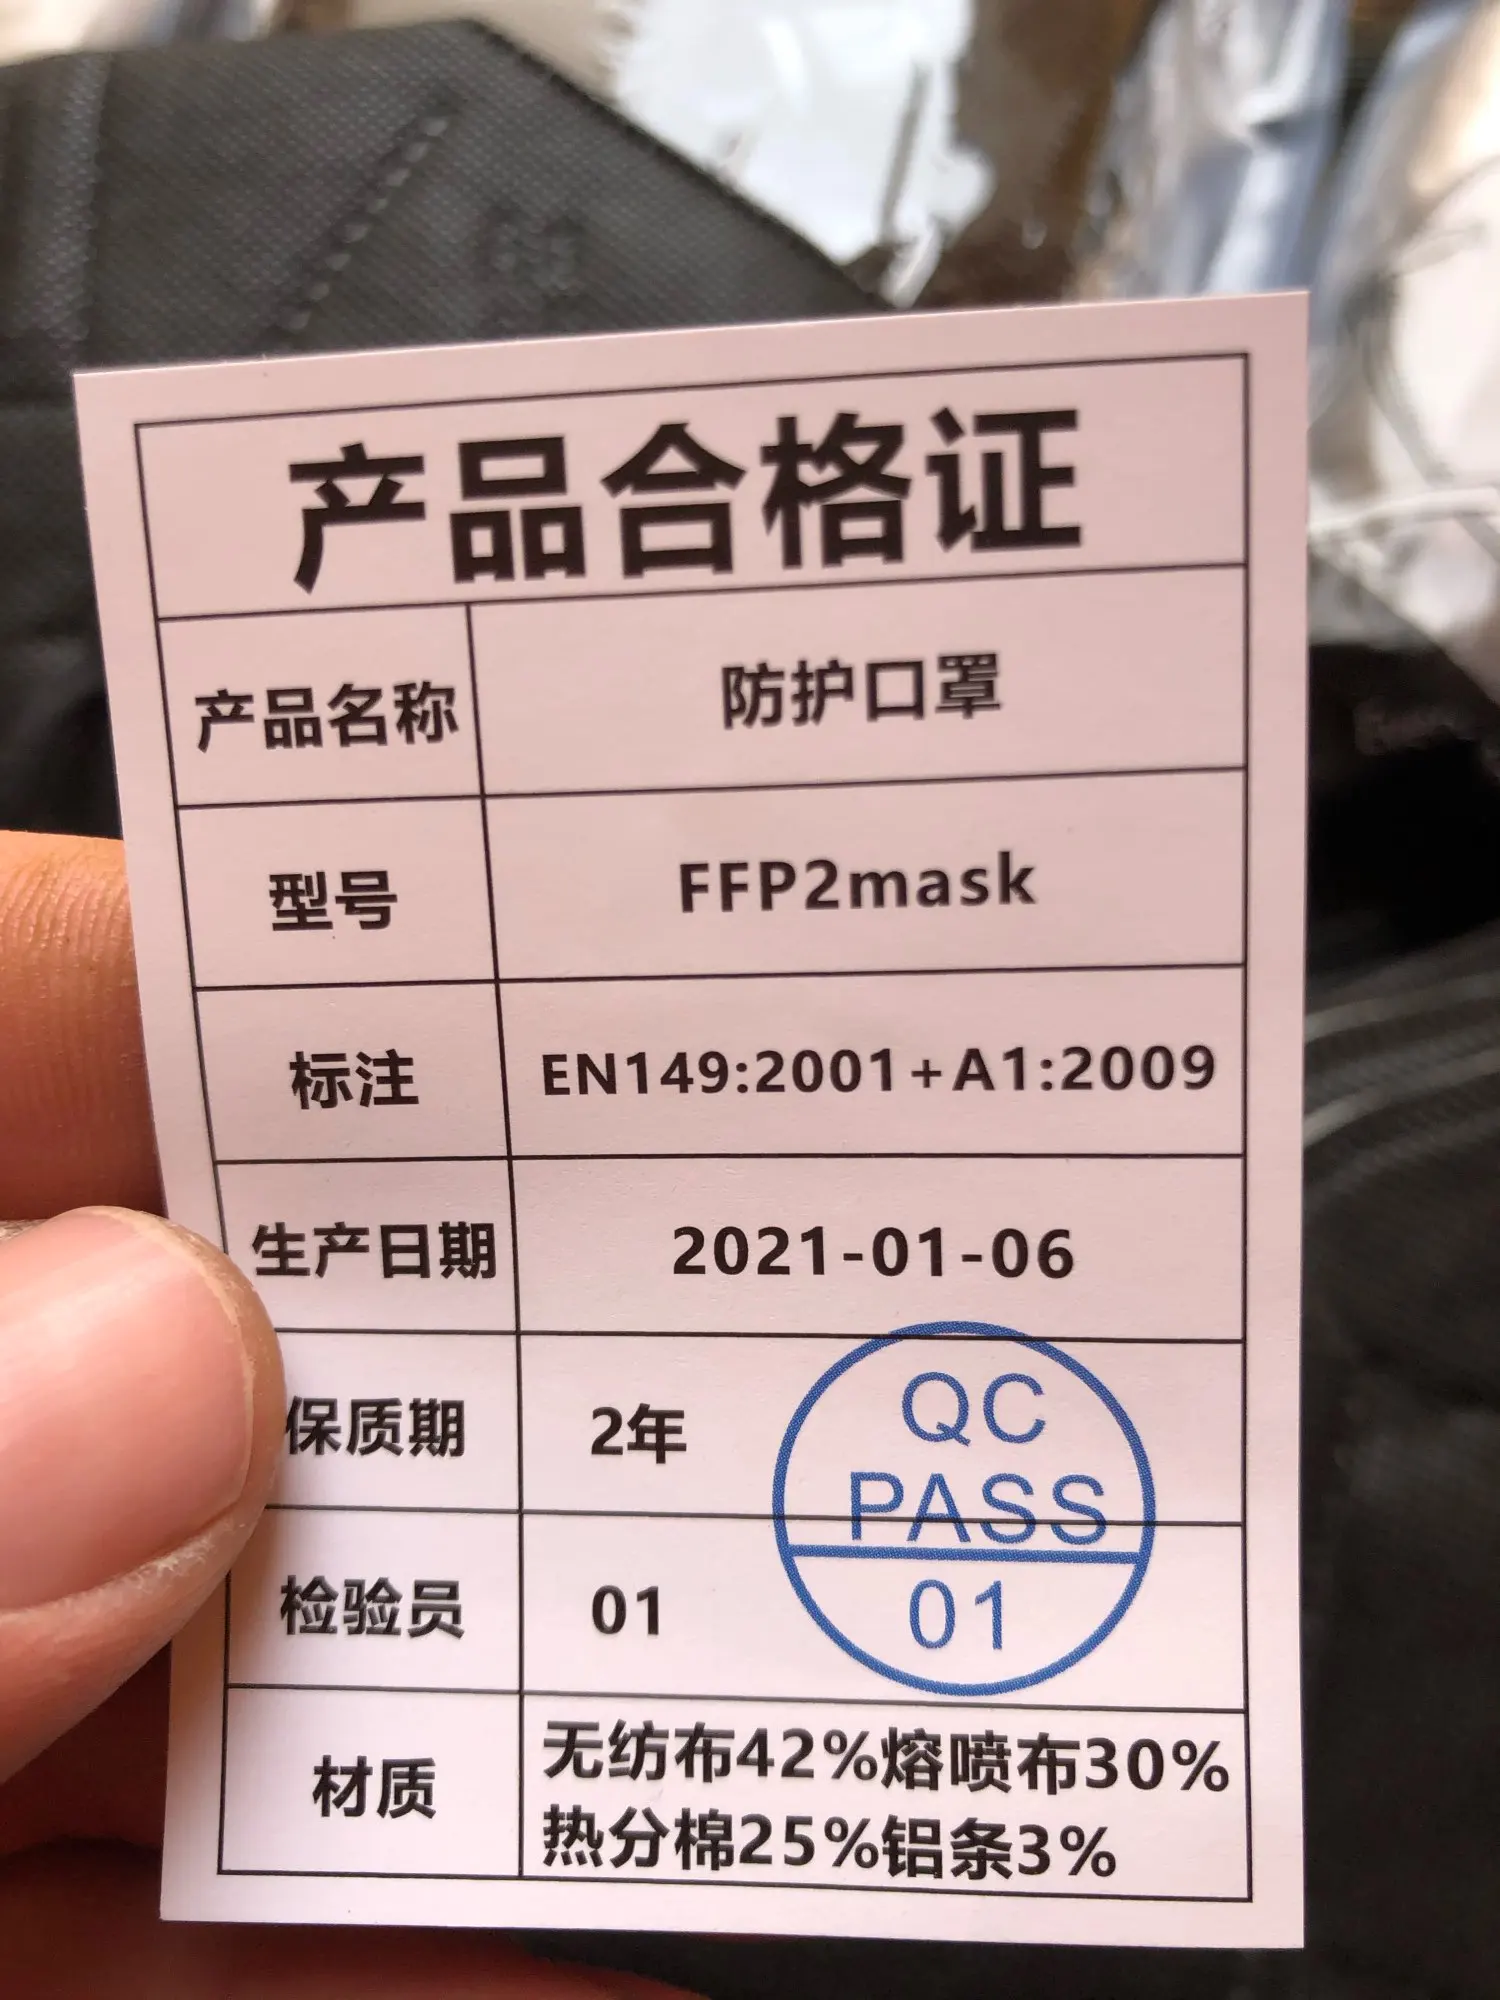 产品合格证
产品名称 防护口罩
型号 FFP2mask
标注 EN149:2001+A1:2009
生产日期 2021-01-06
保质期 2年
QC
PASS
检验员 01
01
材质 无纺布42%熔喷布30%
热分棉25%铝条3%